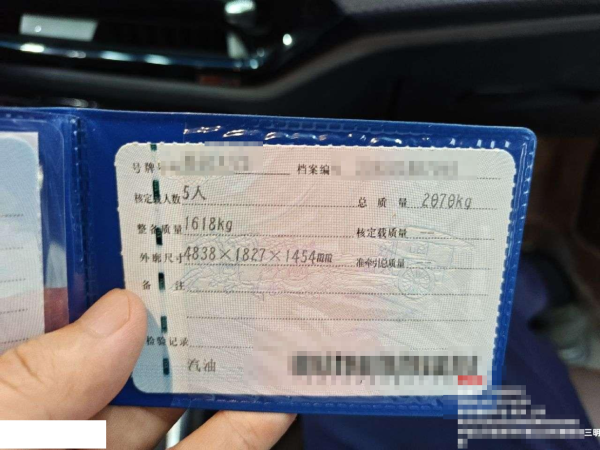 号牌 档案编
核定载人数 5人 总质量 2070kg
整备质量 1618kg 核定载质量
外廓尺寸 4838×1827×1454mm 准牵引总质量
备注
检验记录
汽油
三明